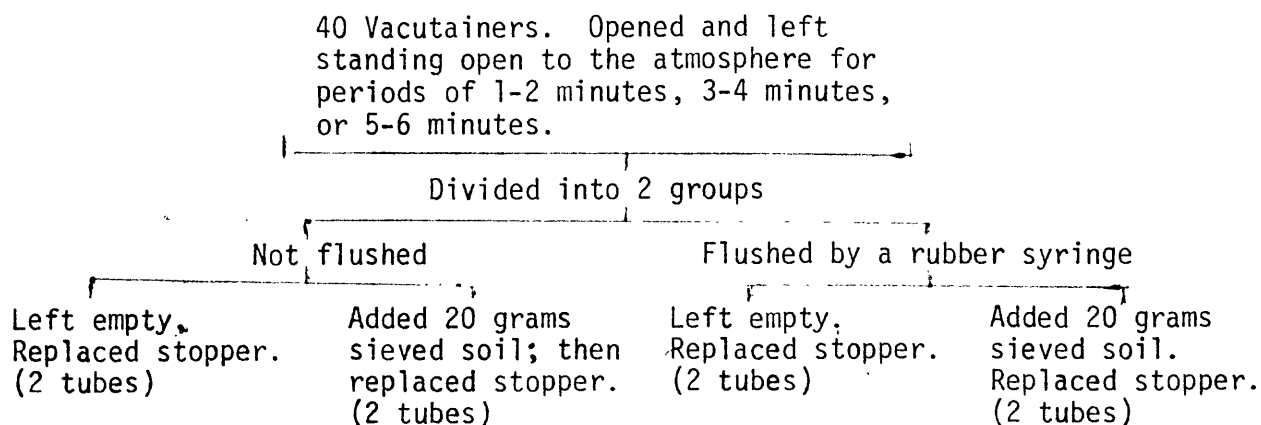 40 Vacutainers. Opened and left
standing open to the atmosphere for
periods of 1-2 minutes, 3-4 minutes,
or 5-6 minutes.
Divided into 2 groups
Not flushed
Flushed by a rubber syringe
Left empty.
Replaced stopper.
(2 tubes)
Added 20 grams
sieved soil; then
replaced stopper.
(2 tubes)
Left empty.
Replaced stopper.
(2 tubes)
Added 20 grams
sieved soil.
Replaced stopper.
(2 tubes)